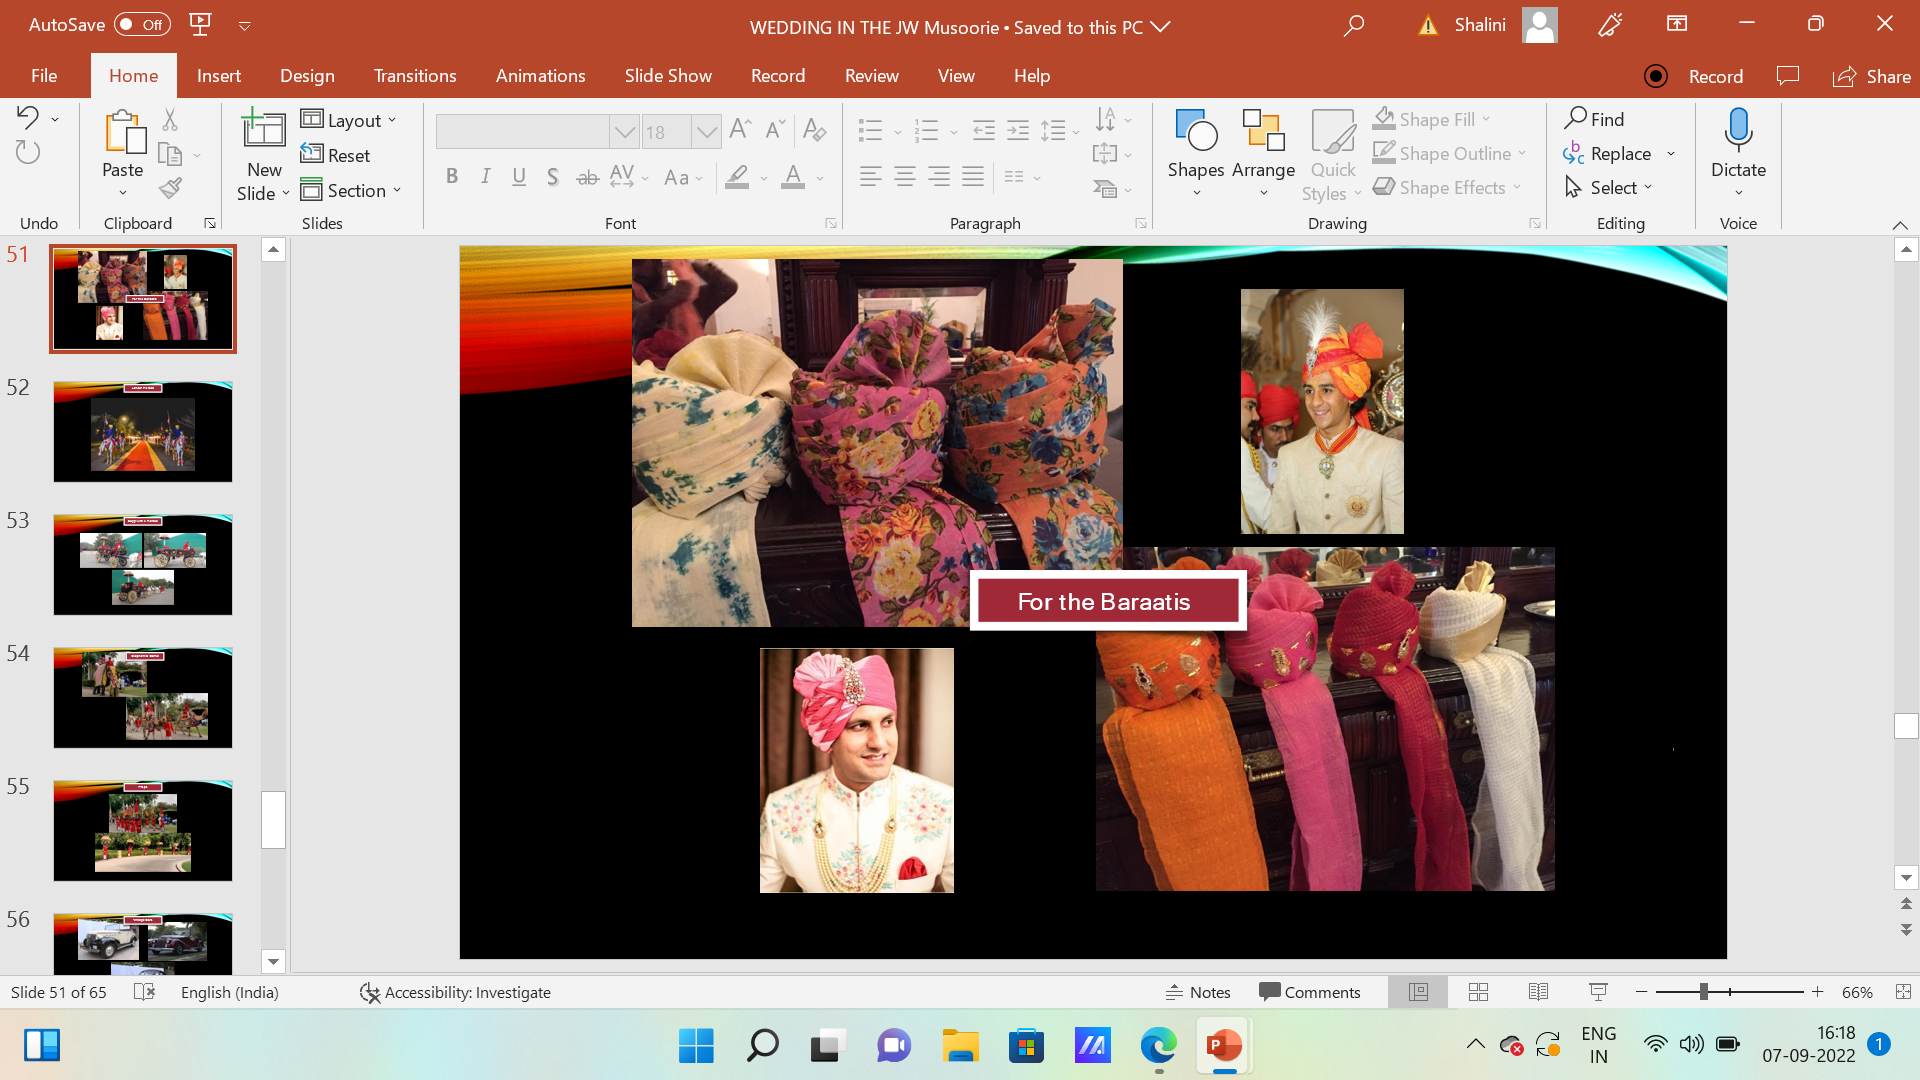 AutoSave Off
WEDDING IN THE JW Musoorie • Saved to this PC
Shalini
File Home Insert Design Transitions Animations Slide Show Record Review View Help
Record Share
Undo
Paste
Clipboard
New Slide
Layout
Reset
Section
Slides
18
B I U S ab AV Aa A
Font
Paragraph
Shapes Arrange Quick Styles
Shape Fill
Shape Outline
Shape Effects
Drawing
Find
Replace
Select
Editing
Dictate
Voice
51
52
53
54
55
56
For the Baraatis
Slide 51 of 65 English (India) Accessibility: Investigate
Notes Comments 66%
ENG
IN
16:18
07-09-2022
1